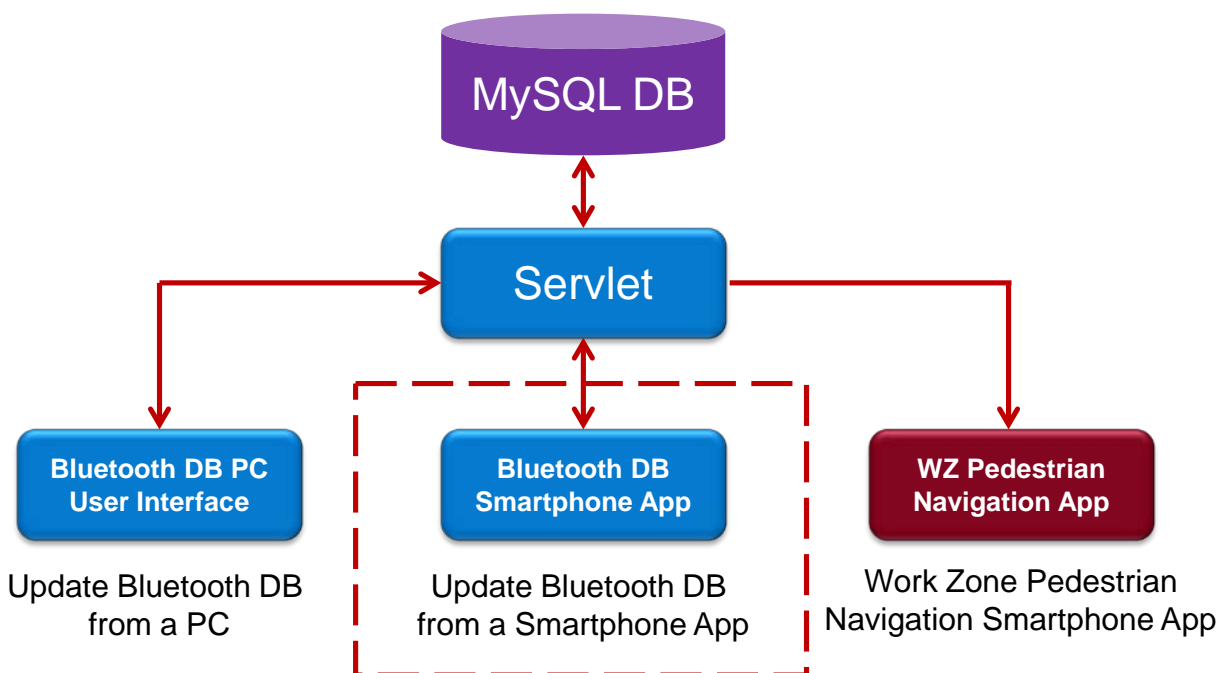 MySQL DB
Servlet
Bluetooth DB PC
User Interface
Bluetooth DB
Smartphone App
WZ Pedestrian
Navigation App
Update Bluetooth DB
from a PC
Update Bluetooth DB
from a Smartphone App
Work Zone Pedestrian
Navigation Smartphone App